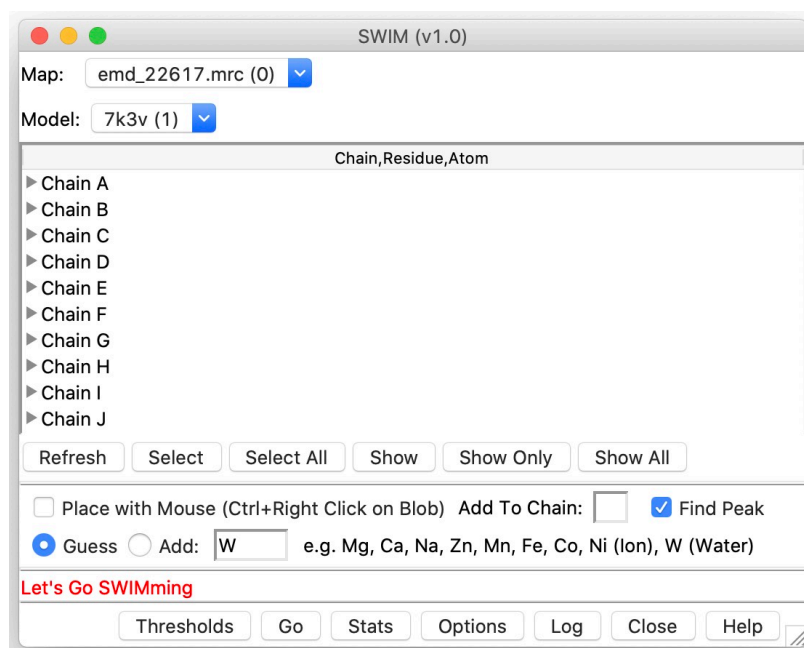 SWIM (v1.0)
Map: emd_22617.mrc (0)
Model: 7k3v (1)
Chain,Residue,Atom
Chain A
Chain B
Chain C
Chain D
Chain E
Chain F
Chain G
Chain H
Chain I
Chain J
Refresh Select Select All Show Show Only Show All
Place with Mouse (Ctrl+Right Click on Blob) Add To Chain: Find Peak
Guess Add: W e.g. Mg, Ca, Na, Zn, Mn, Fe, Co, Ni (Ion), W (Water)
Let's Go SWIMming
Thresholds Go Stats Options Log Close Help